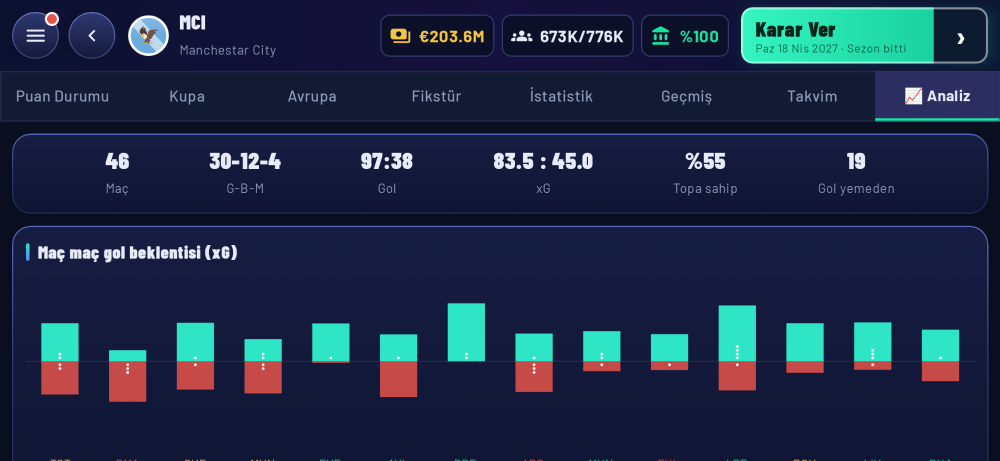 MCI
Manchestar City
€203.6M
673K/776K
%100
Karar Ver
Paz 18 Nis 2027 · Sezon bitti
Puan Durumu
Kupa
Avrupa
Fikstür
İstatistik
Geçmiş
Takvim
Analiz
46
30-12-4
97:38
83.5 : 45.0
%55
19
Maç
G-B-M
Gol
xG
Topa sahip
Gol yemeden
Maç maç gol beklentisi (xG)